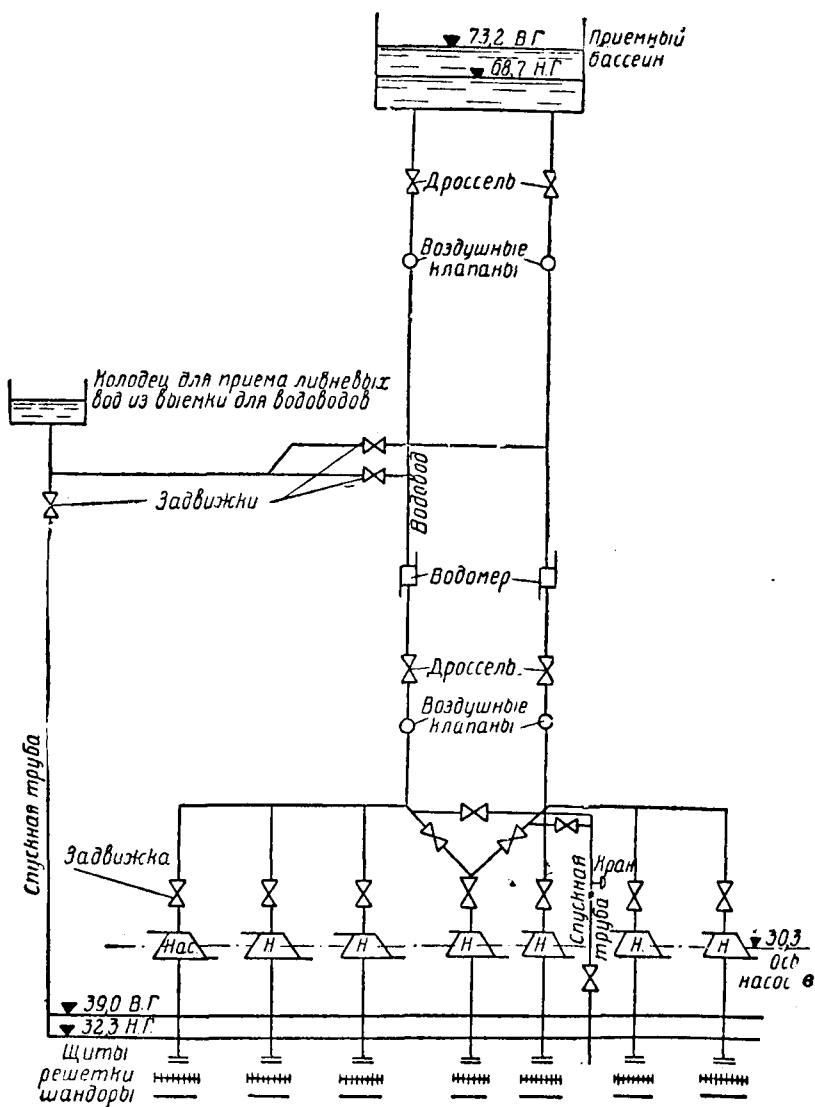 73,2 В Г
68,7 Н.Г.
Приемный
бассейн
Дроссель
Воздушные
клапаны
Колодец для приема ливневых
вод из выемки для водоводов
Задвижки
Водовод
Водомер
Дроссель
Воздушные
клапаны
Спускная труба
Задвижка
Спускная
труба
Кран
Нас.
Н
Н
Н
Н
Н.
Н
30,3
Ось
насос в
39,0 В.Г
32,3 Н.Г.
Щиты
решетки
шандоры